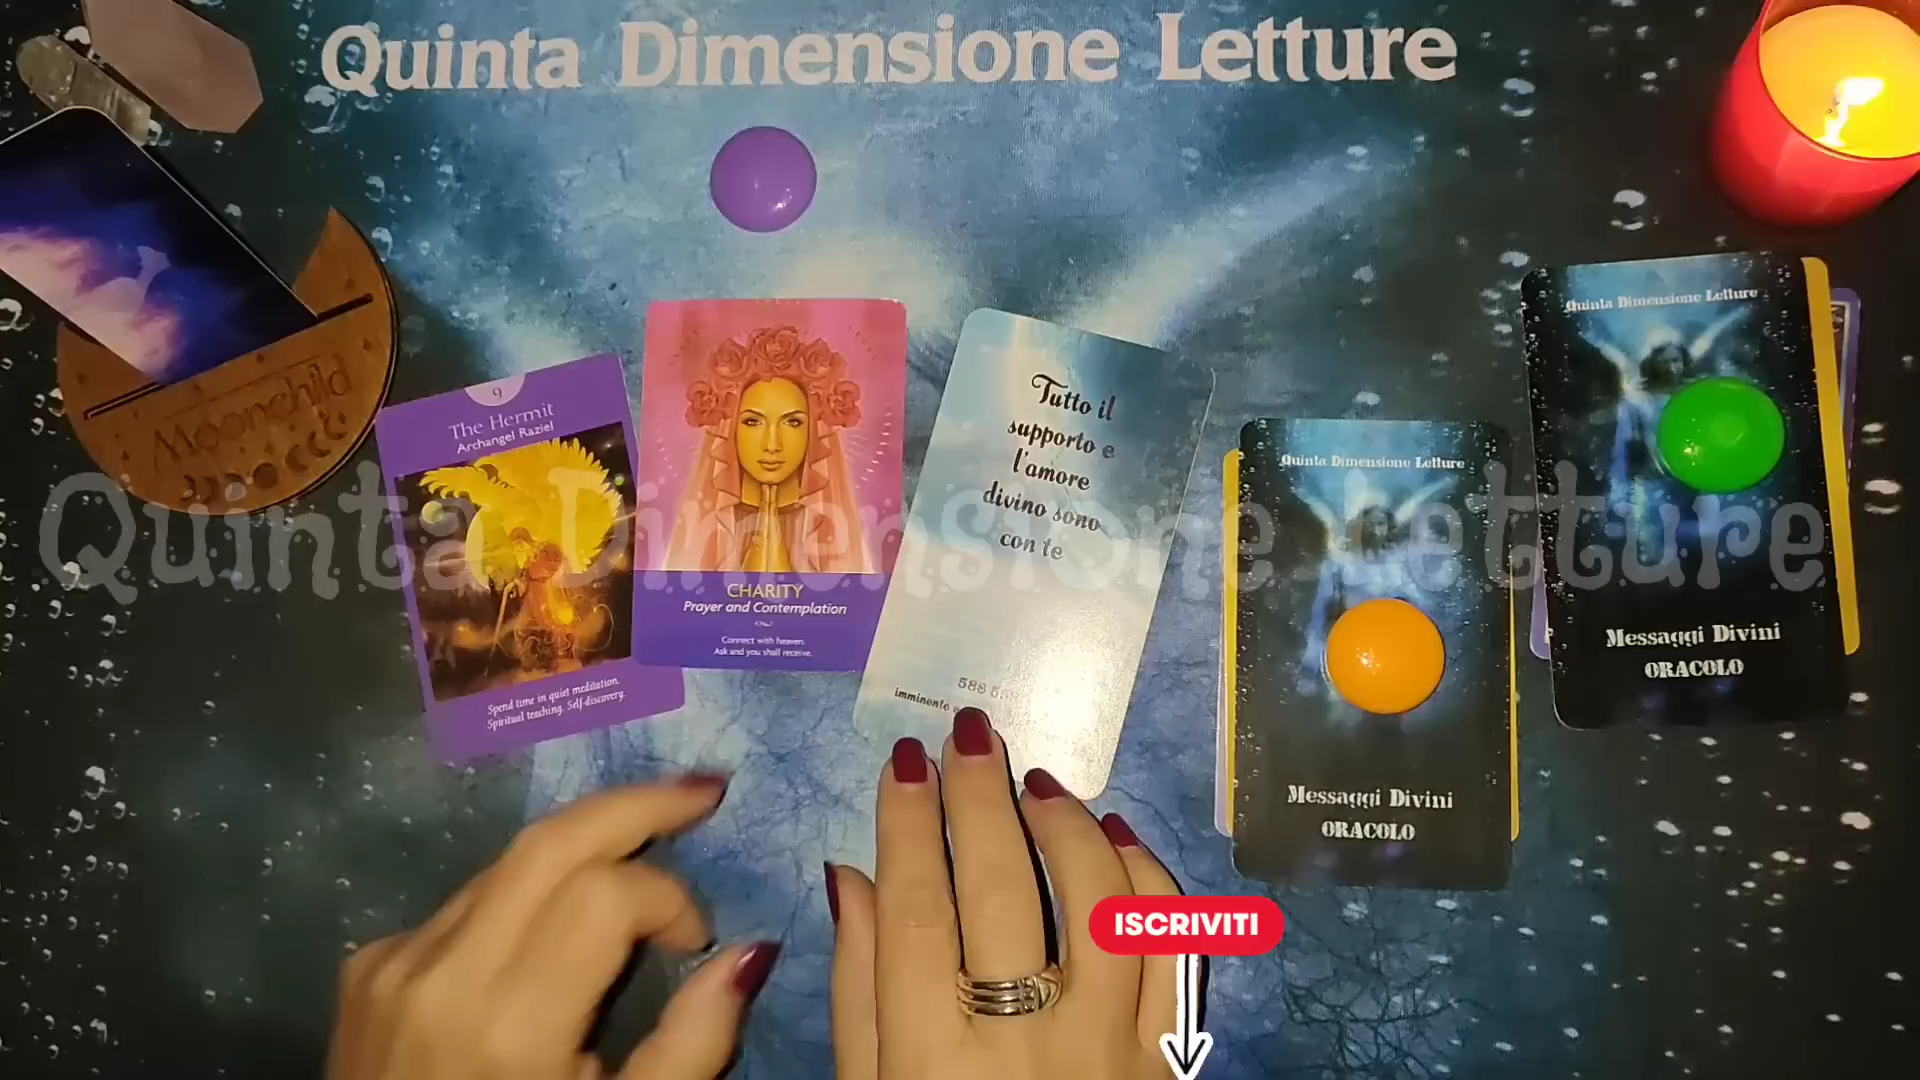 Quinta Dimensione Letture
Moonchild
9
The Hermit
Archangel Raziel
Spend time in quiet meditation.
Spiritual teaching. Self-discovery.
CHARITY
Prayer and Contemplation
Connect with heaven.
Ask and you shall receive.
Tutto il
supporto e
l'amore
divino sono
con te
imminente
Quinta Dimensione Letture
Messaggi Divini
ORACOLO
Quinta Dimensione Letture
Messaggi Divini
ORACOLO
Quinta Dimensione Letture
ISCRIVITI